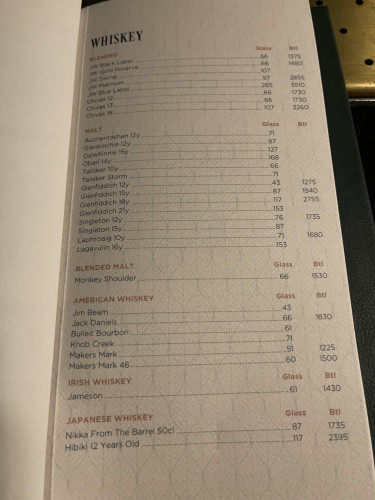 WHISKEY
BLENDED Glass Btl
JW Black Label 56 1375
JW Gold Reserve 66 1680
JW Swing 107
JW Platinum 97 2855
JW Blue Label 265 5510
Chivas 12 66 1730
Chivas 13 66 1730
Chivas 18 107 3260
MALT Glass Btl
Auchentoshan 12y 71
Glenkinchie 12y 87
Dalwhinnie 15y 127
Oban 14y 168
Talisker 10y 66
Talisker Storm 71
Glenfiddich 12y 43 1275
Glenfiddich 15y 87 1940
Glenfiddich 18y 117 2755
Glenfiddich 21y 153
Singleton 12y 76 1735
Singleton 15y 87
Laphroaig 10y 71 1680
Lagavulin 16y 153
BLENDED MALT Glass Btl
Monkey Shoulder 66 1530
AMERICAN WHISKEY Glass Btl
Jim Beam 43
Jack Daniels 66 1830
Bulleit Bourbon 61
Knob Creek 71
Makers Mark 51 1225
Makers Mark 46 60 1500
IRISH WHISKEY Glass Btl
Jameson 61 1430
JAPANESE WHISKEY Glass Btl
Nikka From The Barrel 50cl 87 1735
Hibiki 12 Years Old 117 2395